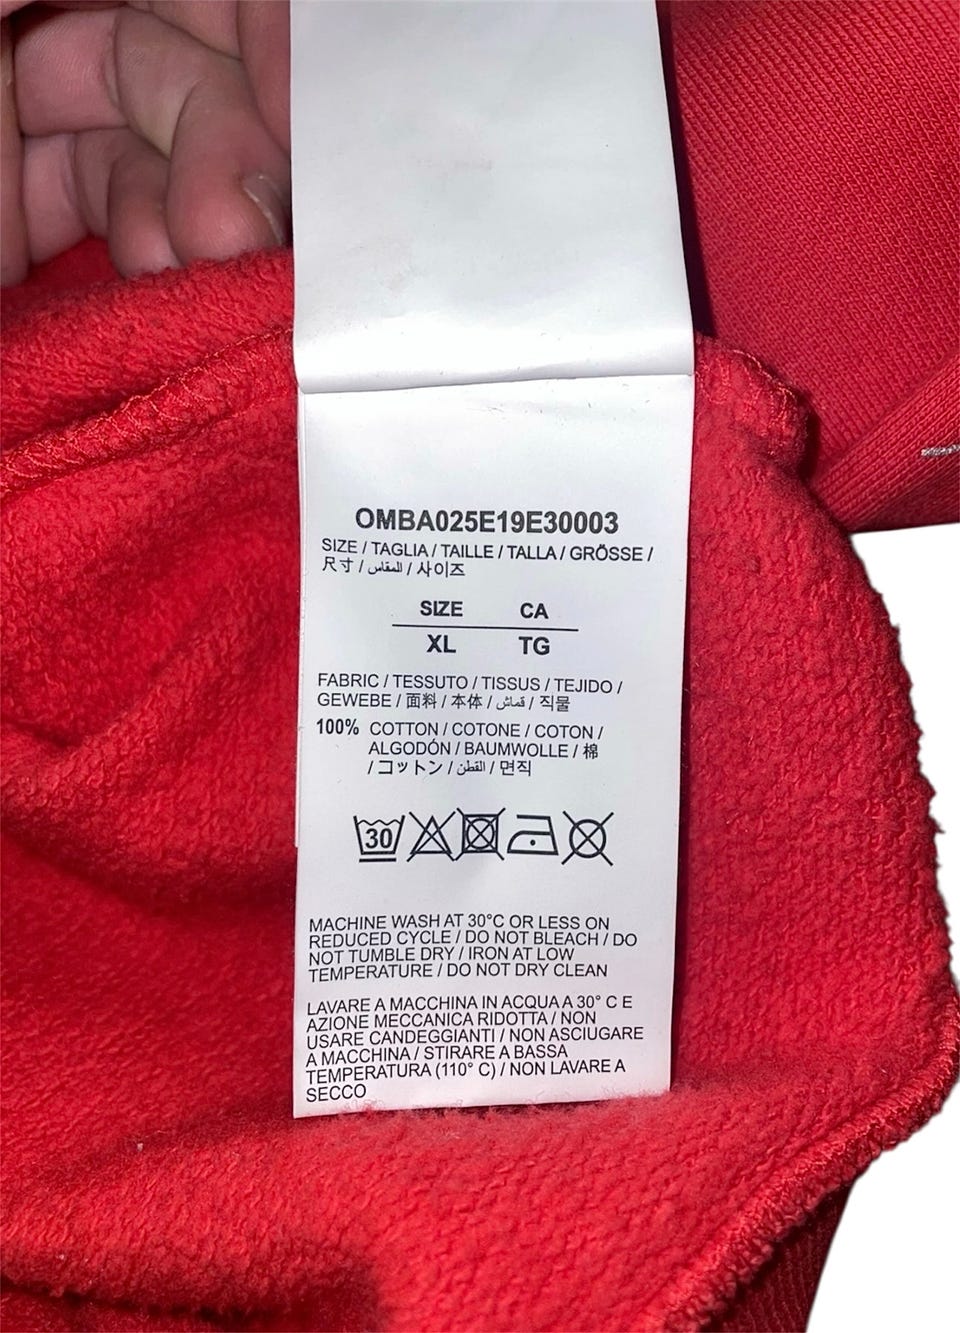 OMBA025E19E30003
SIZE / TAGLIA / TAILLE / TALLA / GRÖSSE /
尺寸 / المقاس / 사이즈
SIZE CA
XL TG
FABRIC / TESSUTO / TISSUS / TEJIDO /
GEWEBE / 面料 / 本体 / قماش / 직물
100% COTTON / COTONE / COTON /
ALGODÓN / BAUMWOLLE / 棉
/ コットン / القطن / 면직
30
MACHINE WASH AT 30°C OR LESS ON
REDUCED CYCLE / DO NOT BLEACH / DO
NOT TUMBLE DRY / IRON AT LOW
TEMPERATURE / DO NOT DRY CLEAN
LAVARE A MACCHINA IN ACQUA A 30° C E
AZIONE MECCANICA RIDOTTA / NON
USARE CANDEGGIANTI / NON ASCIUGARE
A MACCHINA / STIRARE A BASSA
TEMPERATURA (110° C) / NON LAVARE A
SECCO